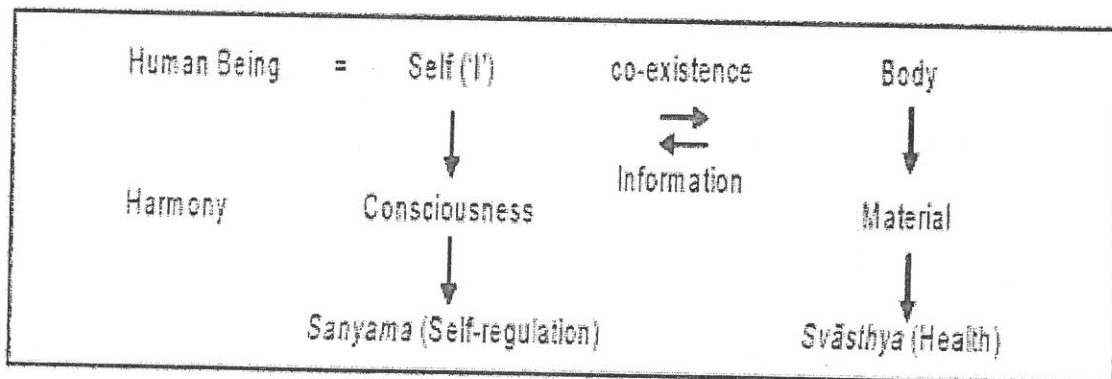 Human Being = Self ('I') co-existence Body
Information
Harmony Consciousness Material
Sanyama (Self-regulation) Svāsthya (Health)